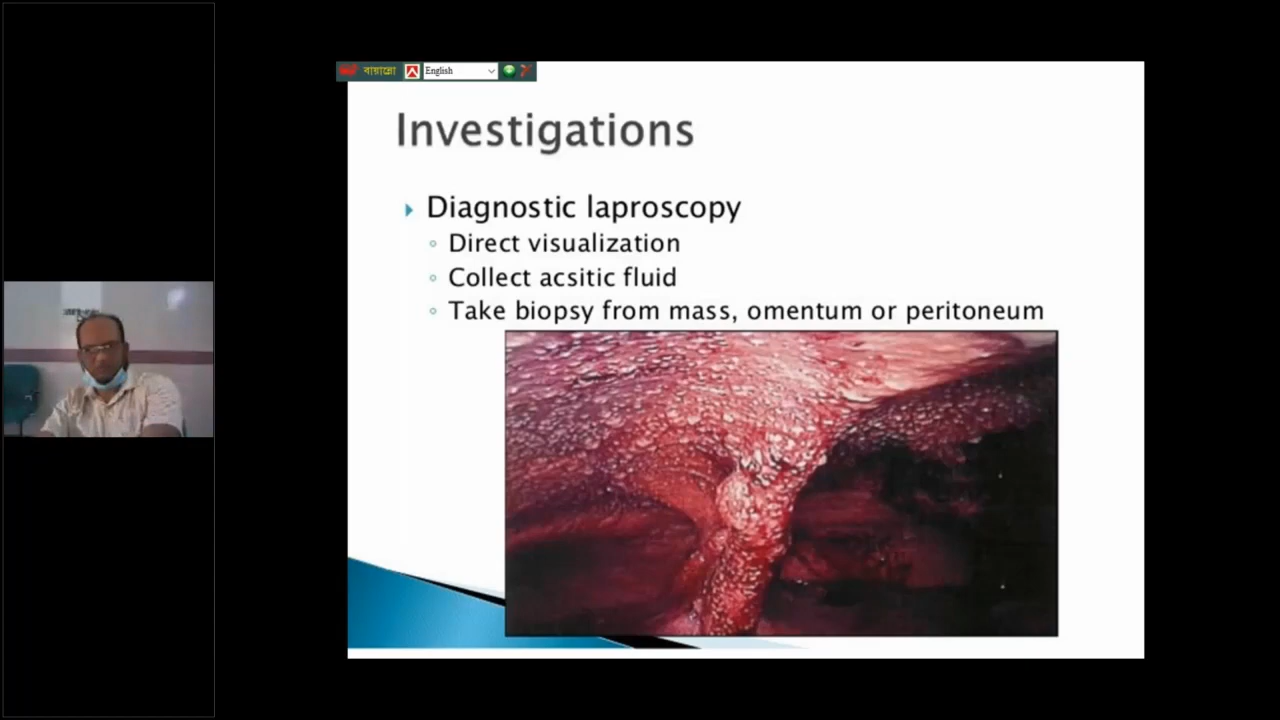 বায়ান্নো
English
Investigations
Diagnostic laproscopy
Direct visualization
Collect acsitic fluid
Take biopsy from mass, omentum or peritoneum